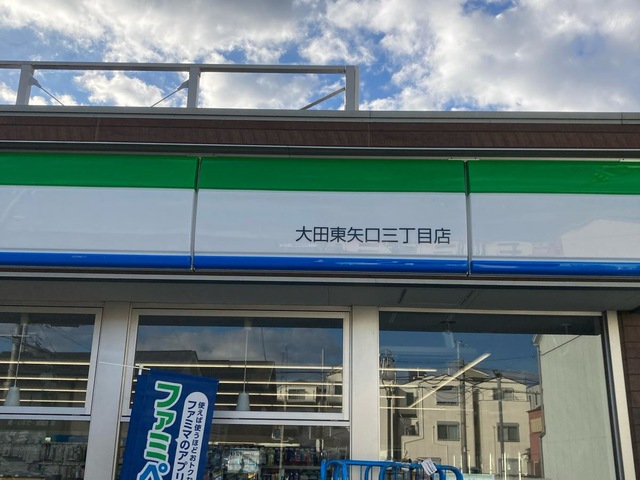 大田東矢口三丁目店
使えば使うほどおトク
ファミマのアプリ
ファミペ